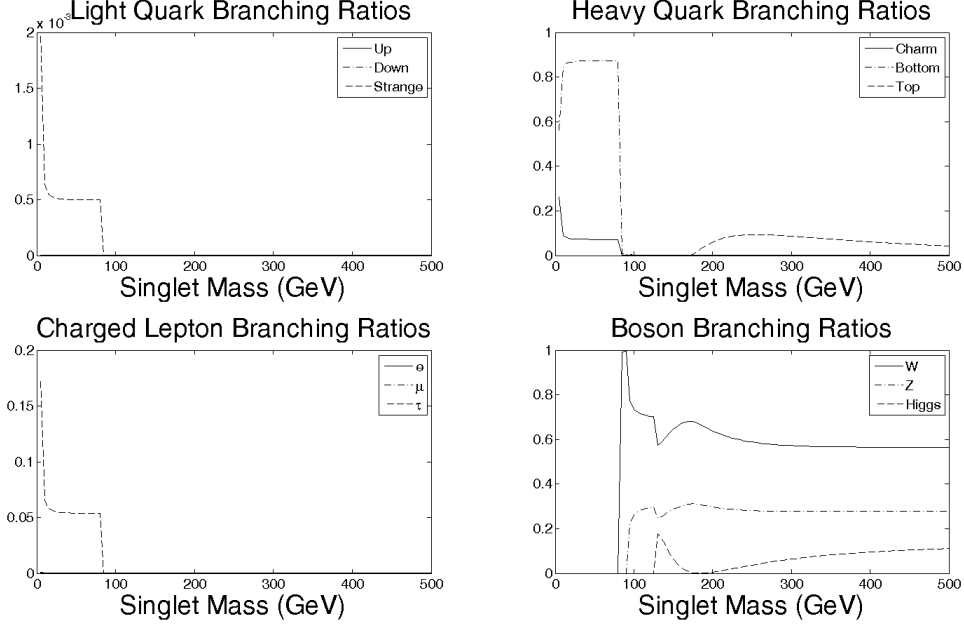 Light Quark Branching Ratios
x 10⁻³
2
1.5
1
0.5
0
Up
Down
Strange
0 100 200 300 400 500
Singlet Mass (GeV)
Heavy Quark Branching Ratios
1
0.8
0.6
0.4
0.2
0
Charm
Bottom
Top
0 100 200 300 400 500
Singlet Mass (GeV)
Charged Lepton Branching Ratios
0.2
0.15
0.1
0.05
0
e
μ
τ
0 100 200 300 400 500
Singlet Mass (GeV)
Boson Branching Ratios
1
0.8
0.6
0.4
0.2
0
W
Z
Higgs
0 100 200 300 400 500
Singlet Mass (GeV)